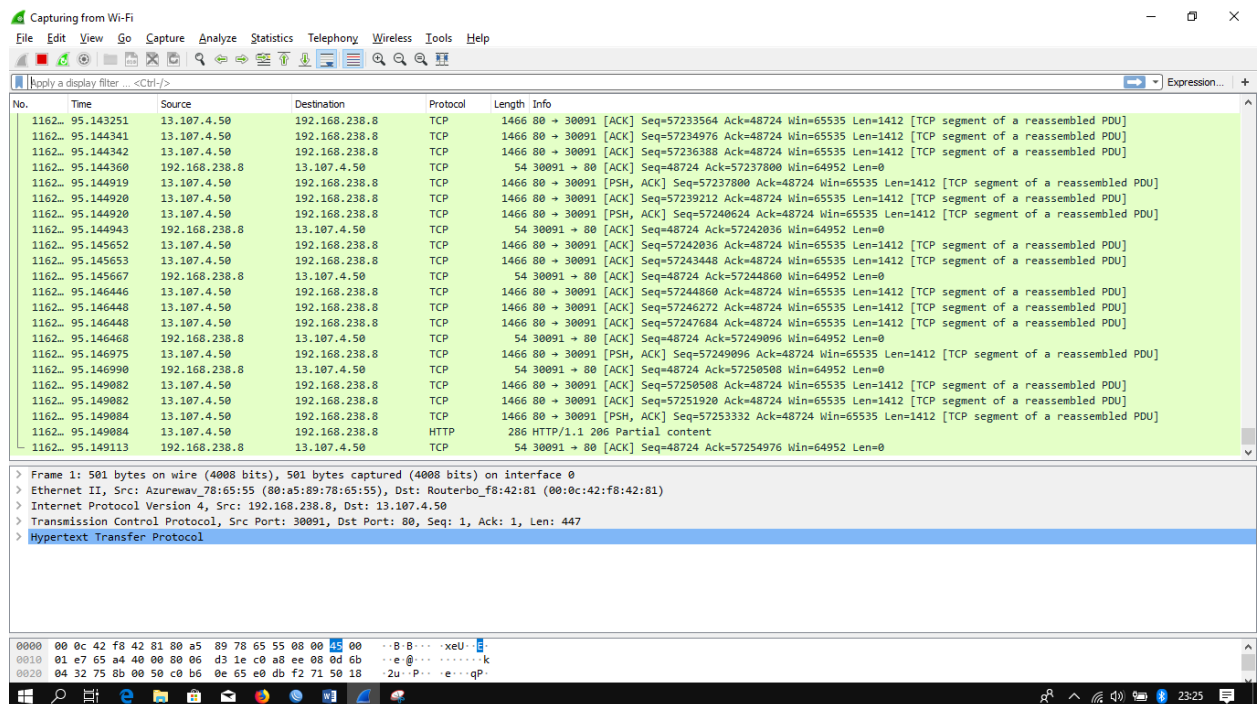 Capturing from Wi-Fi
File Edit View Go Capture Analyze Statistics Telephony Wireless Tools Help
Apply a display filter ... <Ctrl-/> Expression... +
No. Time Source Destination Protocol Length Info
1162… 95.143251 13.107.4.50 192.168.238.8 TCP 1466 80 → 30091 [ACK] Seq=57233564 Ack=48724 Win=65535 Len=1412 [TCP segment of a reassembled PDU]
1162… 95.144341 13.107.4.50 192.168.238.8 TCP 1466 80 → 30091 [ACK] Seq=57234976 Ack=48724 Win=65535 Len=1412 [TCP segment of a reassembled PDU]
1162… 95.144342 13.107.4.50 192.168.238.8 TCP 1466 80 → 30091 [ACK] Seq=57236388 Ack=48724 Win=65535 Len=1412 [TCP segment of a reassembled PDU]
1162… 95.144360 192.168.238.8 13.107.4.50 TCP 54 30091 → 80 [ACK] Seq=48724 Ack=57237800 Win=64952 Len=0
1162… 95.144919 13.107.4.50 192.168.238.8 TCP 1466 80 → 30091 [PSH, ACK] Seq=57237800 Ack=48724 Win=65535 Len=1412 [TCP segment of a reassembled PDU]
1162… 95.144920 13.107.4.50 192.168.238.8 TCP 1466 80 → 30091 [ACK] Seq=57239212 Ack=48724 Win=65535 Len=1412 [TCP segment of a reassembled PDU]
1162… 95.144920 13.107.4.50 192.168.238.8 TCP 1466 80 → 30091 [PSH, ACK] Seq=57240624 Ack=48724 Win=65535 Len=1412 [TCP segment of a reassembled PDU]
1162… 95.144943 192.168.238.8 13.107.4.50 TCP 54 30091 → 80 [ACK] Seq=48724 Ack=57242036 Win=64952 Len=0
1162… 95.145652 13.107.4.50 192.168.238.8 TCP 1466 80 → 30091 [ACK] Seq=57242036 Ack=48724 Win=65535 Len=1412 [TCP segment of a reassembled PDU]
1162… 95.145653 13.107.4.50 192.168.238.8 TCP 1466 80 → 30091 [ACK] Seq=57243448 Ack=48724 Win=65535 Len=1412 [TCP segment of a reassembled PDU]
1162… 95.145667 192.168.238.8 13.107.4.50 TCP 54 30091 → 80 [ACK] Seq=48724 Ack=57244860 Win=64952 Len=0
1162… 95.146446 13.107.4.50 192.168.238.8 TCP 1466 80 → 30091 [ACK] Seq=57244860 Ack=48724 Win=65535 Len=1412 [TCP segment of a reassembled PDU]
1162… 95.146448 13.107.4.50 192.168.238.8 TCP 1466 80 → 30091 [ACK] Seq=57246272 Ack=48724 Win=65535 Len=1412 [TCP segment of a reassembled PDU]
1162… 95.146448 13.107.4.50 192.168.238.8 TCP 1466 80 → 30091 [ACK] Seq=57247684 Ack=48724 Win=65535 Len=1412 [TCP segment of a reassembled PDU]
1162… 95.146468 192.168.238.8 13.107.4.50 TCP 54 30091 → 80 [ACK] Seq=48724 Ack=57249096 Win=64952 Len=0
1162… 95.146975 13.107.4.50 192.168.238.8 TCP 1466 80 → 30091 [PSH, ACK] Seq=57249096 Ack=48724 Win=65535 Len=1412 [TCP segment of a reassembled PDU]
1162… 95.146990 192.168.238.8 13.107.4.50 TCP 54 30091 → 80 [ACK] Seq=48724 Ack=57250508 Win=64952 Len=0
1162… 95.149082 13.107.4.50 192.168.238.8 TCP 1466 80 → 30091 [ACK] Seq=57250508 Ack=48724 Win=65535 Len=1412 [TCP segment of a reassembled PDU]
1162… 95.149082 13.107.4.50 192.168.238.8 TCP 1466 80 → 30091 [ACK] Seq=57251920 Ack=48724 Win=65535 Len=1412 [TCP segment of a reassembled PDU]
1162… 95.149084 13.107.4.50 192.168.238.8 TCP 1466 80 → 30091 [PSH, ACK] Seq=57253332 Ack=48724 Win=65535 Len=1412 [TCP segment of a reassembled PDU]
1162… 95.149084 13.107.4.50 192.168.238.8 HTTP 286 HTTP/1.1 206 Partial content
1162… 95.149113 192.168.238.8 13.107.4.50 TCP 54 30091 → 80 [ACK] Seq=48724 Ack=57254976 Win=64952 Len=0
> Frame 1: 501 bytes on wire (4008 bits), 501 bytes captured (4008 bits) on interface 0
> Ethernet II, Src: Azurewav_78:65:55 (80:a5:89:78:65:55), Dst: Routerbo_f8:42:81 (00:0c:42:f8:42:81)
> Internet Protocol Version 4, Src: 192.168.238.8, Dst: 13.107.4.50
> Transmission Control Protocol, Src Port: 30091, Dst Port: 80, Seq: 1, Ack: 1, Len: 447
> Hypertext Transfer Protocol
0000 00 0c 42 f8 42 81 80 a5 89 78 65 55 08 00 45 00 ··B·B··· ·xeU··E·
0010 01 e7 65 a4 40 00 80 06 d3 1e c0 a8 ee 08 0d 6b ··e·@··· ·······k
0020 04 32 75 8b 00 50 c0 b6 0e 65 e0 db f2 71 50 18 ·2u··P·· ·e···qP·
23:25